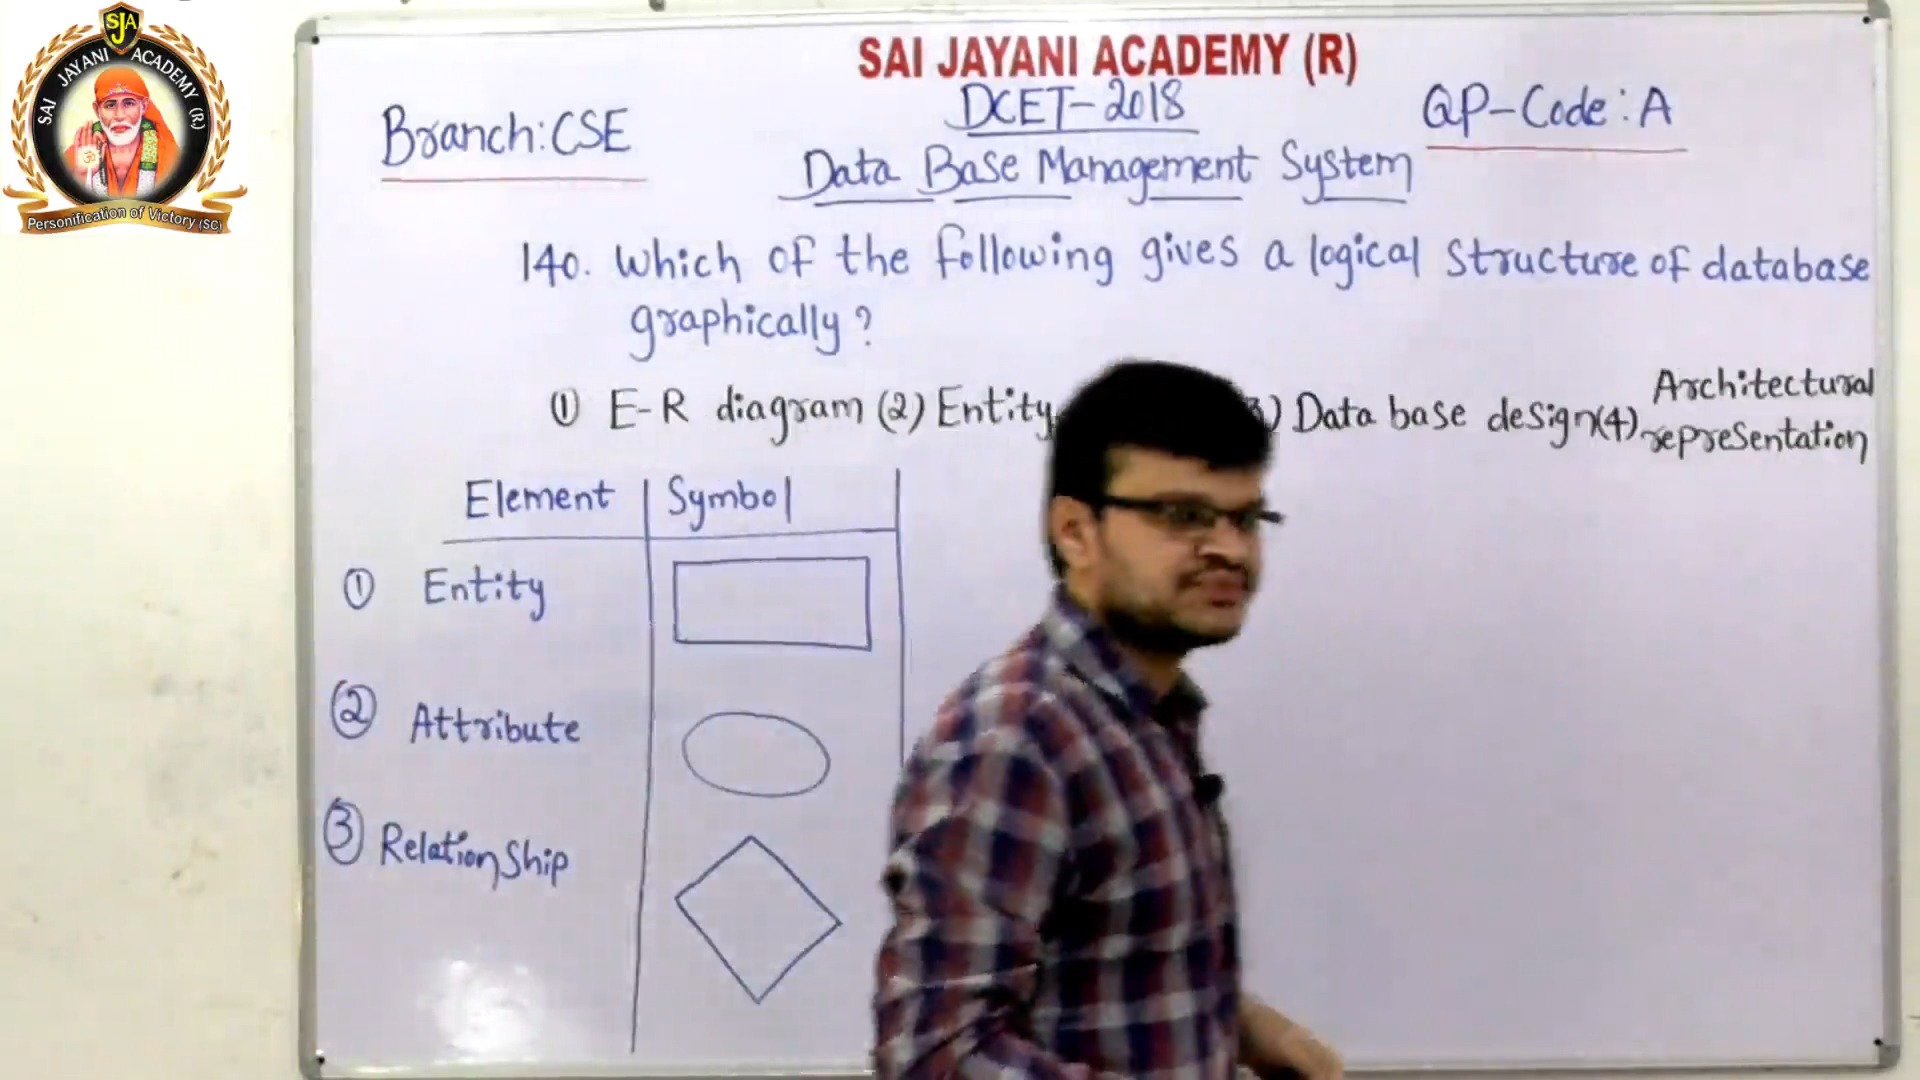 SJA
SAI JAYANI ACADEMY (R.)
Personification of Victory (SC)
SAI JAYANI ACADEMY (R)
Branch: CSE
DCET-2018
QP-Code: A
Data Base Management System
140. Which of the following gives a logical structure of database
graphically?
① E-R diagram (2) Entity 3) Data base design (4) Architectural
representation
Element Symbol
① Entity
② Attribute
③ Relationship